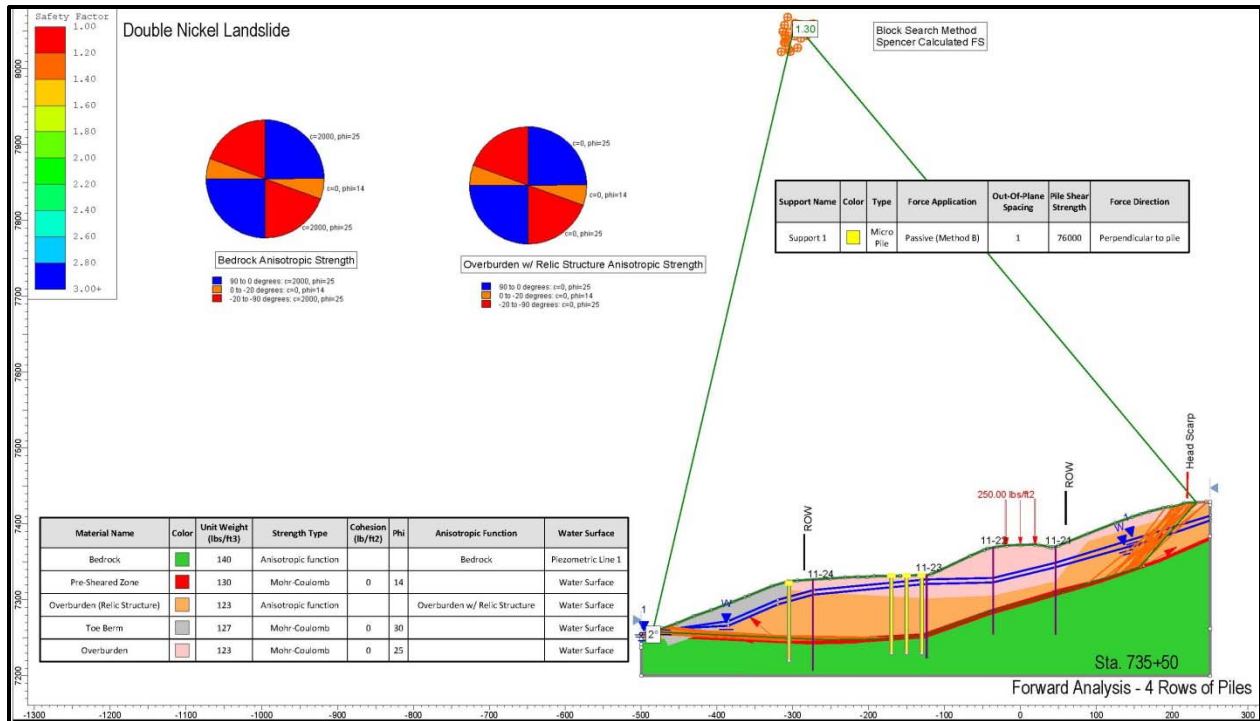 Safety Factor
1.00
1.20
1.40
1.60
1.80
2.00
2.20
2.40
2.60
2.80
3.00+
Double Nickel Landslide
1.30
Block Search Method
Spencer Calculated FS
c=2000, phi=25
c=0, phi=14
c=2000, phi=25
Bedrock Anisotropic Strength
90 to 0 degrees: c=2000, phi=25
0 to -20 degrees: c=0, phi=14
-20 to -90 degrees: c=2000, phi=25
c=0, phi=25
c=0, phi=14
c=0, phi=25
Overburden w/ Relic Structure Anisotropic Strength
90 to 0 degrees: c=0, phi=25
0 to -20 degrees: c=0, phi=14
-20 to -90 degrees: c=0, phi=25
Support Name Color Type Force Application Out-Of-Plane Spacing Pile Shear Strength Force Direction
Support 1 Micro Pile Passive (Method B) 1 76000 Perpendicular to pile
Material Name Color Unit Weight (lbs/ft3) Strength Type Cohesion (lb/ft2) Phi Anisotropic Function Water Surface
Bedrock 140 Anisotropic function Bedrock Piezometric Line 1
Pre-Sheared Zone 130 Mohr-Coulomb 0 14 Water Surface
Overburden (Relic Structure) 123 Anisotropic function Overburden w/ Relic Structure Water Surface
Toe Berm 127 Mohr-Coulomb 0 30 Water Surface
Overburden 123 Mohr-Coulomb 0 25 Water Surface
Head Scarp
ROW
250.00 lbs/ft2
ROW
11-22
11-21
11-24
11-23
W
W
1
1
Sta. 735+50
Forward Analysis - 4 Rows of Piles
8000
7900
7800
7700
7600
7500
7400
7300
7200
-1300 -1200 -1100 -1000 -900 -800 -700 -600 -500 -400 -300 -200 -100 0 100 200 300